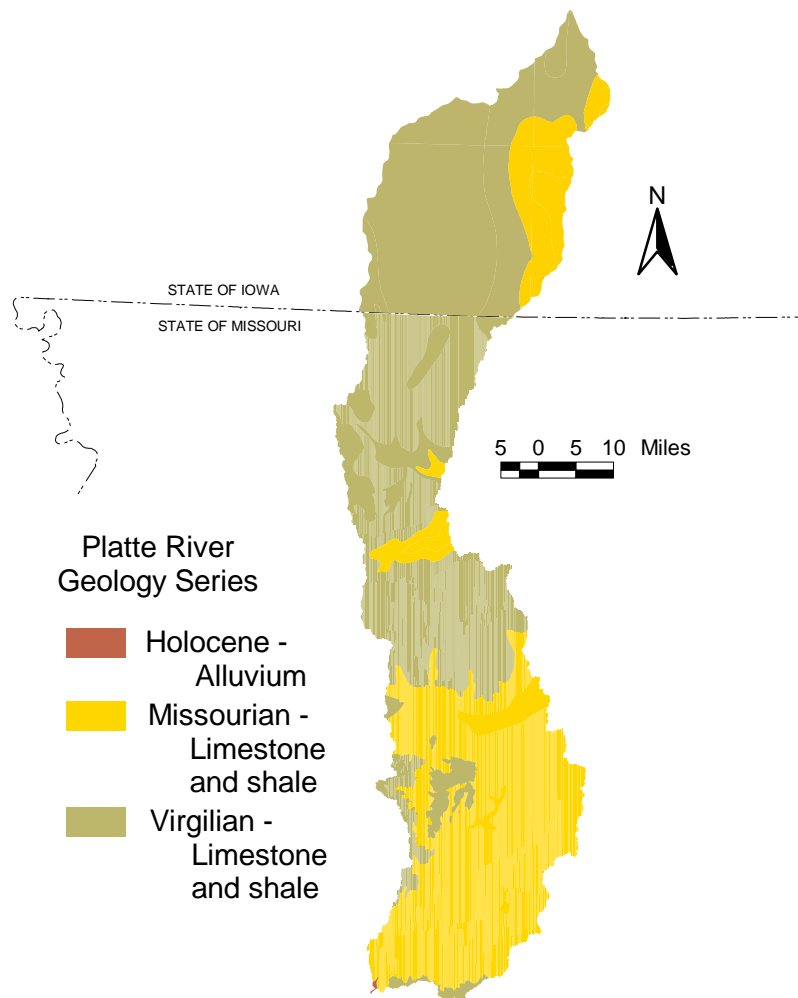 N
STATE OF IOWA
STATE OF MISSOURI
5 0 5 10 Miles
Platte River
Geology Series
Holocene -
Alluvium
Missourian -
Limestone
and shale
Virgilian -
Limestone
and shale